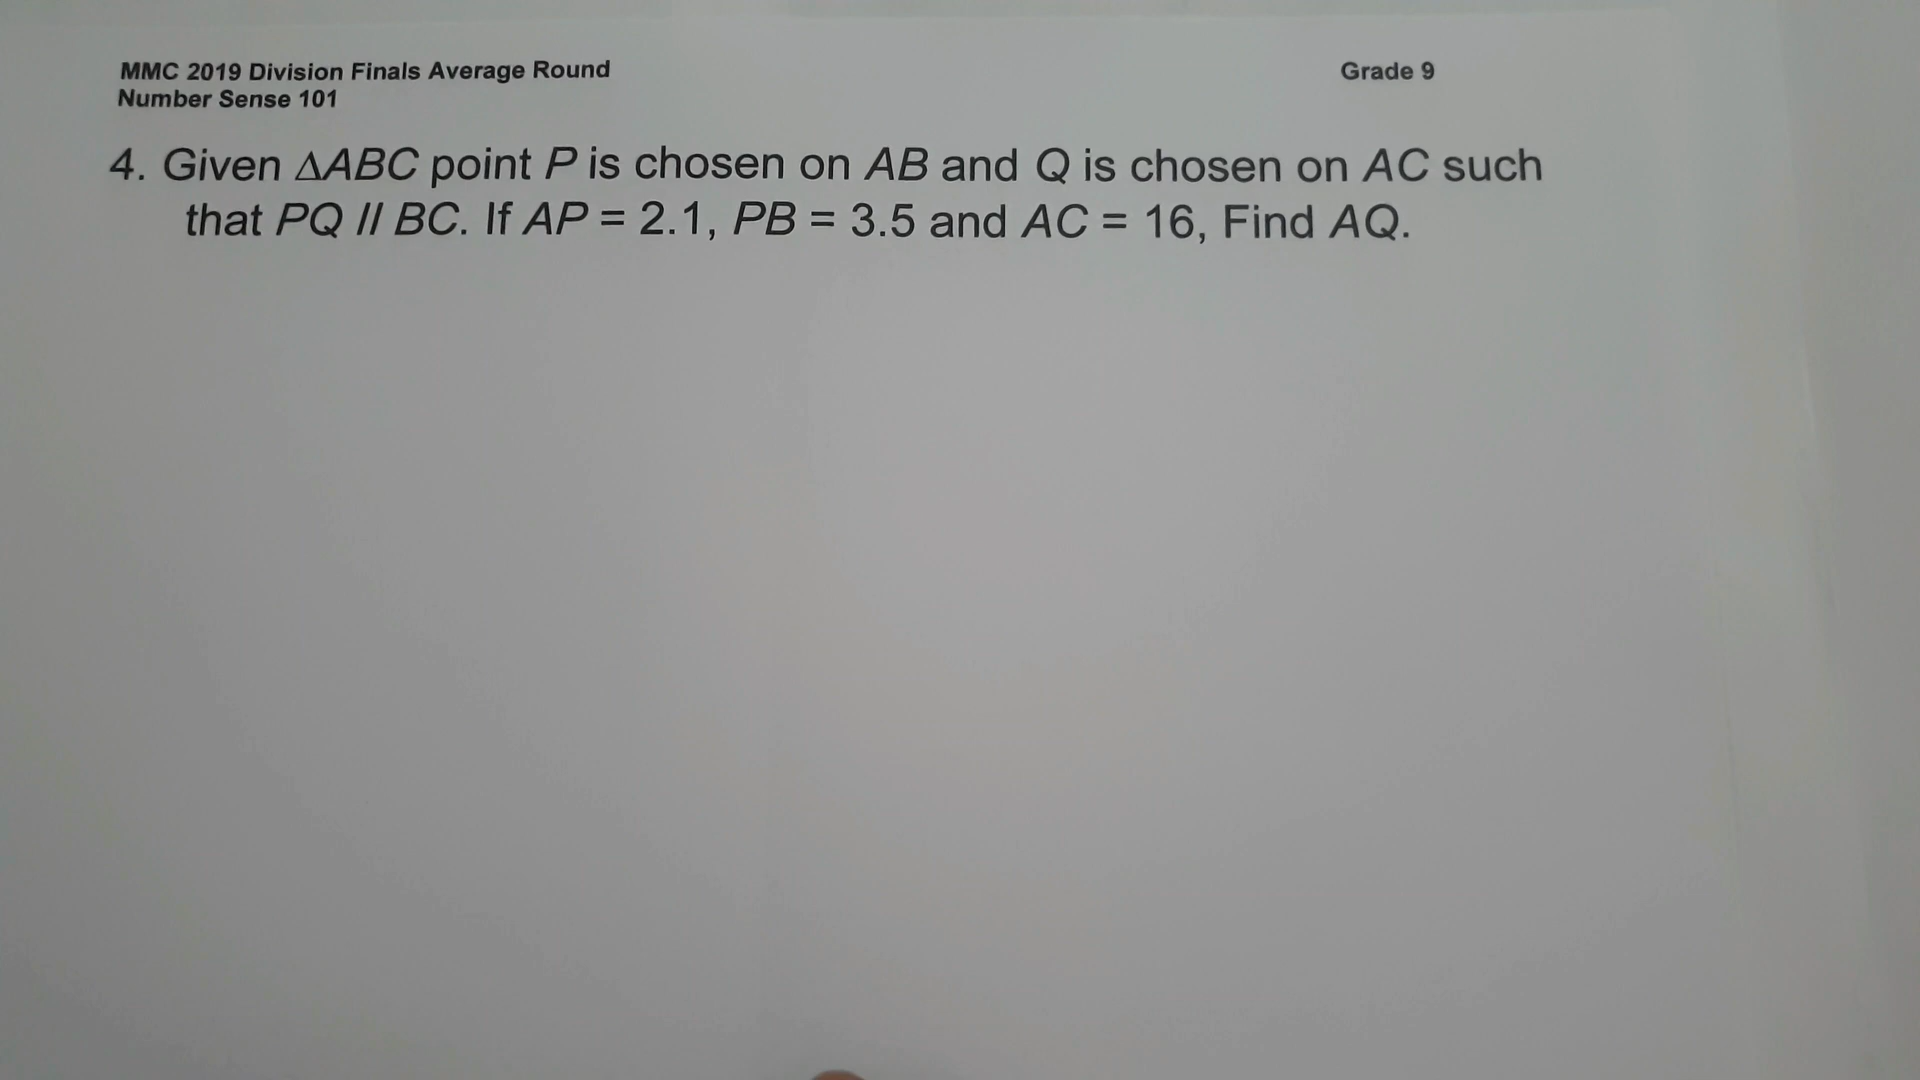 MMC 2019 Division Finals Average Round Grade 9
Number Sense 101
4. Given ΔABC point P is chosen on AB and Q is chosen on AC such
that PQ // BC. If AP = 2.1, PB = 3.5 and AC = 16, Find AQ.